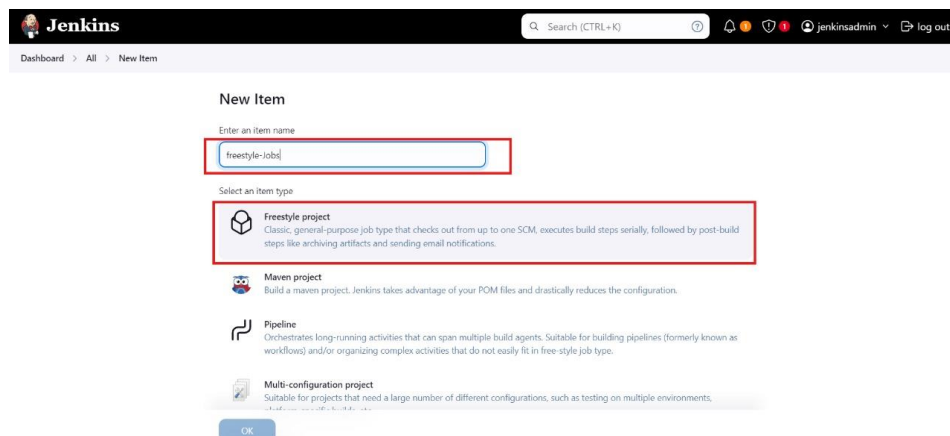 Jenkins
Search (CTRL+K)
?
1
1
jenkinsadmin
log out
Dashboard > All > New Item
New Item
Enter an item name
freestyle-Jobs
Select an item type
Freestyle project
Classic, general-purpose job type that checks out from up to one SCM, executes build steps serially, followed by post-build
steps like archiving artifacts and sending email notifications.
Maven project
Build a maven project. Jenkins takes advantage of your POM files and drastically reduces the configuration.
Pipeline
Orchestrates long-running activities that can span multiple build agents. Suitable for building pipelines (formerly known as
workflows) and/or organizing complex activities that do not easily fit in free-style job type.
Multi-configuration project
Suitable for projects that need a large number of different configurations, such as testing on multiple environments,
OK